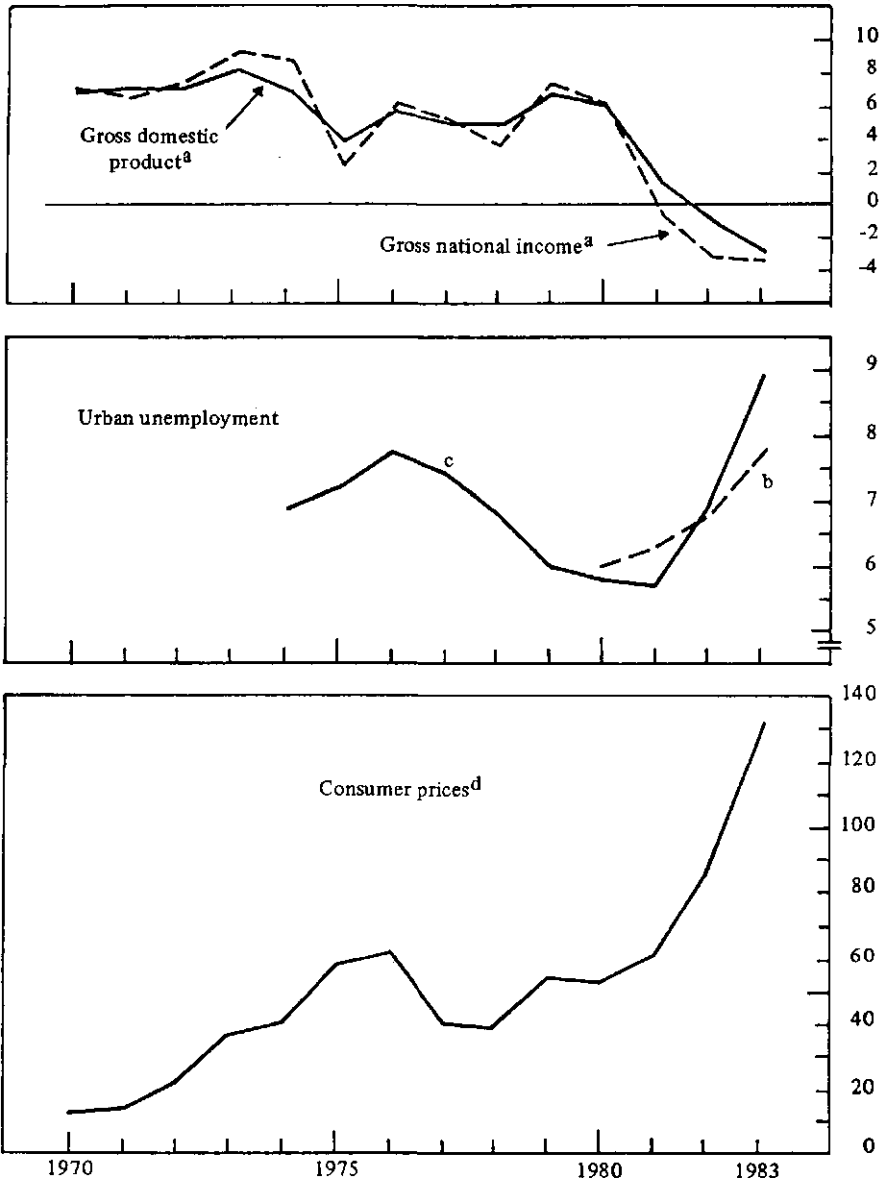 10
8
6
4
2
0
-2
-4
Gross domestic
productᵃ
Gross national incomeᵃ
9
8
7
6
5
Urban unemployment
c
b
140
120
100
80
60
40
20
0
Consumer pricesᵈ
1970 1975 1980 1983